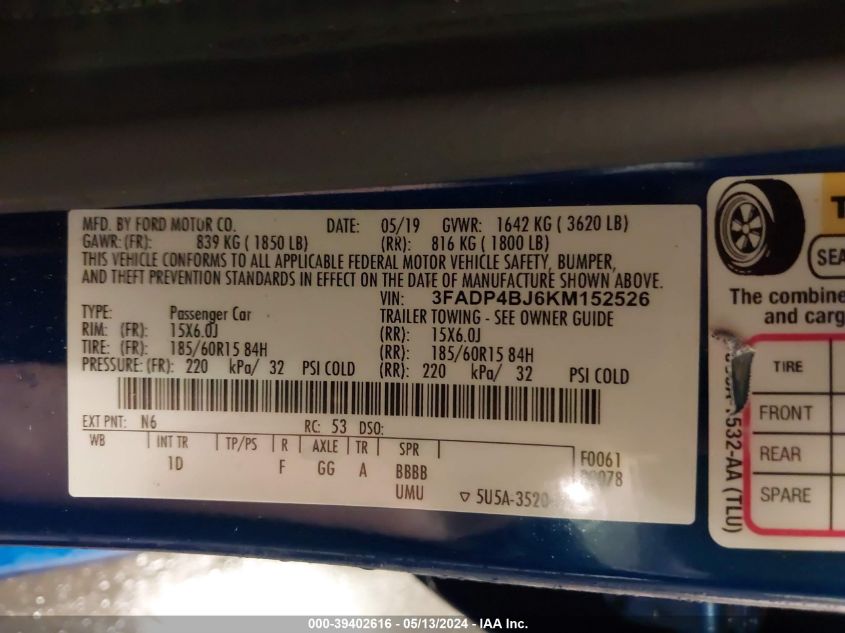 MFD. BY FORD MOTOR CO. DATE: 05/19 GVWR: 1642 KG ( 3620 LB)
GAWR: (FR): 839 KG ( 1850 LB) (RR): 816 KG ( 1800 LB)
THIS VEHICLE CONFORMS TO ALL APPLICABLE FEDERAL MOTOR VEHICLE SAFETY, BUMPER,
AND THEFT PREVENTION STANDARDS IN EFFECT ON THE DATE OF MANUFACTURE SHOWN ABOVE.
VIN: 3FADP4BJ6KM152526
TYPE: Passenger Car TRAILER TOWING - SEE OWNER GUIDE
RIM: (FR): 15X6.0J (RR): 15X6.0J
TIRE: (FR): 185/60R15 84H (RR): 185/60R15 84H
PRESSURE: (FR): 220 kPa/ 32 PSI COLD (RR): 220 kPa/ 32 PSI COLD
EXT PNT: N6 RC: 53 DSO:
WB INT TR TP/PS R AXLE TR SPR
1D F GG A BBBB
UMU
F0061
5U5A-3520
The combine
and carg
SEA
TIRE
FRONT
REAR
SPARE
532-AA (TLU)
000-39402616 - 05/13/2024 - IAA Inc.